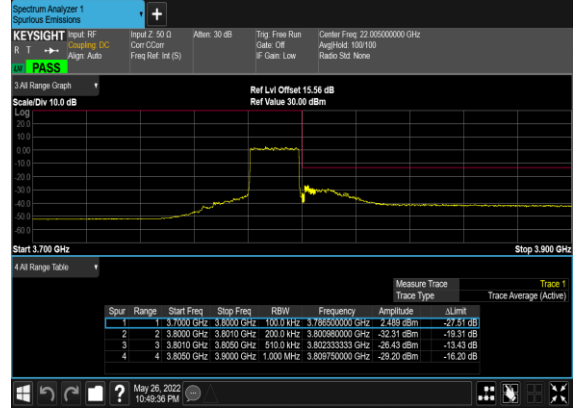 Spectrum Analyzer 1
Spurious Emissions
KEYSIGHT Input: RF Input Z: 50 Ω Atten: 30 dB Trig: Free Run Center Freq: 22.005000000 GHz
R T Coupling: DC Corr CCorr Gate: Off Avg|Hold: 100/100
Align: Auto Freq Ref: Int (S) IF Gain: Low Radio Std: None
PASS
3 All Range Graph
Ref Lvl Offset 15.56 dB
Scale/Div 10.0 dB Ref Value 30.00 dBm
Log
20.0
10.0
0.00
-10.0
-20.0
-30.0
-40.0
-50.0
-60.0
Start 3.700 GHz Stop 3.900 GHz
4 All Range Table
Measure Trace Trace 1
Trace Type Trace Average (Active)
Spur Range Start Freq Stop Freq RBW Frequency Amplitude ΔLimit
1 1 3.7000 GHz 3.8000 GHz 100.0 kHz 3.786500000 GHz 2.489 dBm -27.51 dB
2 2 3.8000 GHz 3.8010 GHz 200.0 kHz 3.800980000 GHz -32.31 dBm -19.31 dB
3 3 3.8010 GHz 3.8050 GHz 510.0 kHz 3.802333333 GHz -26.43 dBm -13.43 dB
4 4 3.8050 GHz 3.9000 GHz 1.000 MHz 3.809750000 GHz -29.20 dBm -16.20 dB
May 26, 2022
10:49:36 PM